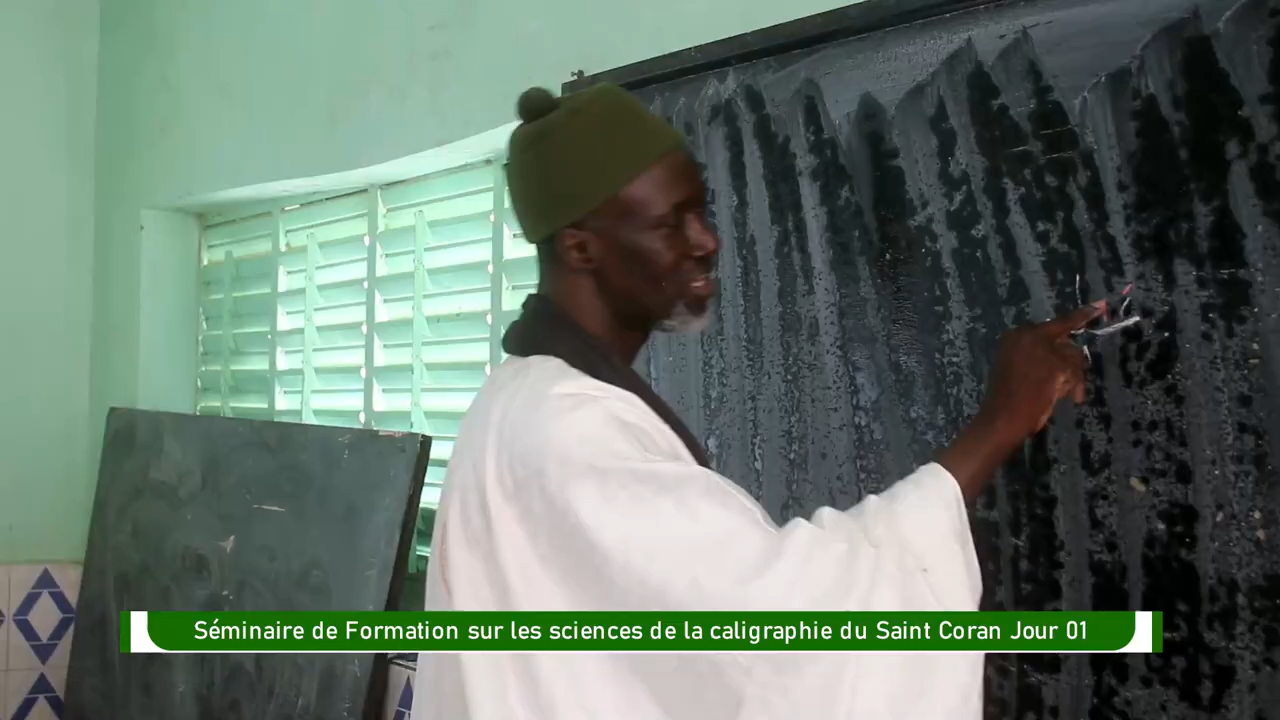 Séminaire de Formation sur les sciences de la caligraphie du Saint Coran Jour 01